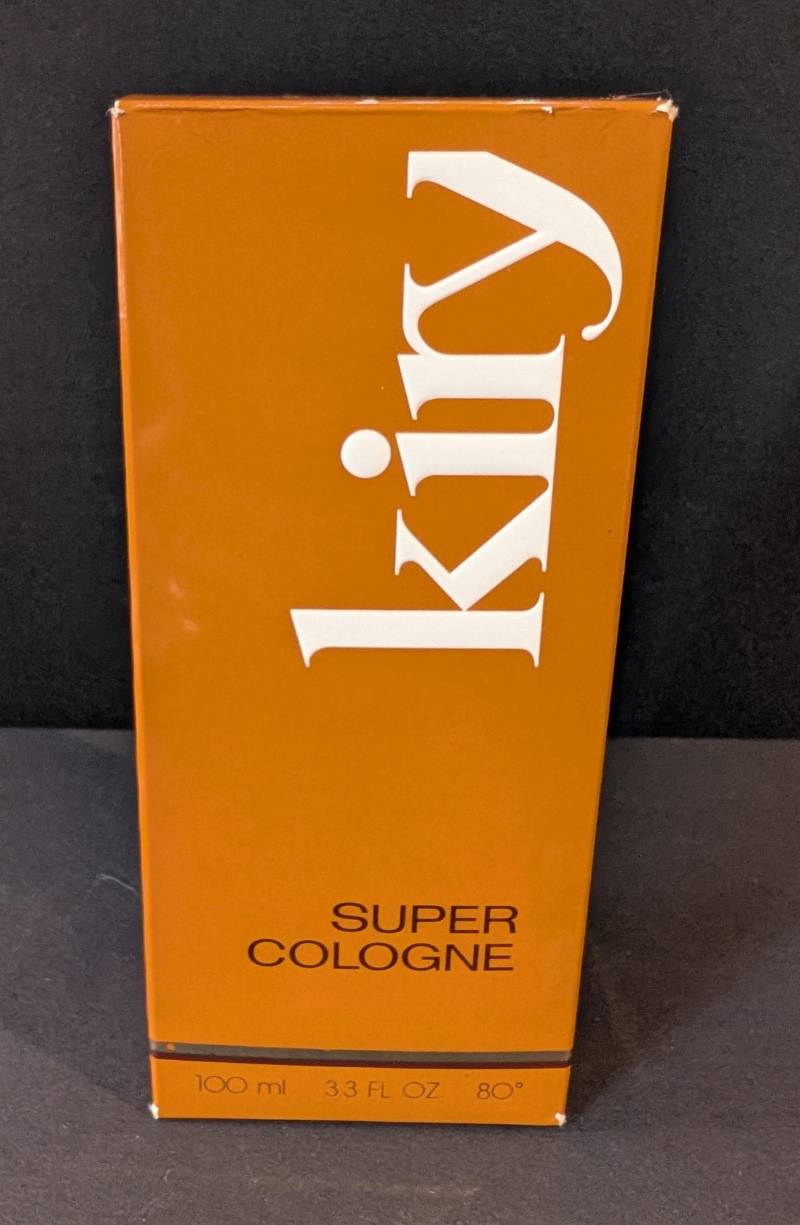 kiry
SUPER
COLOGNE
100 ml 3.3 FL OZ 80°